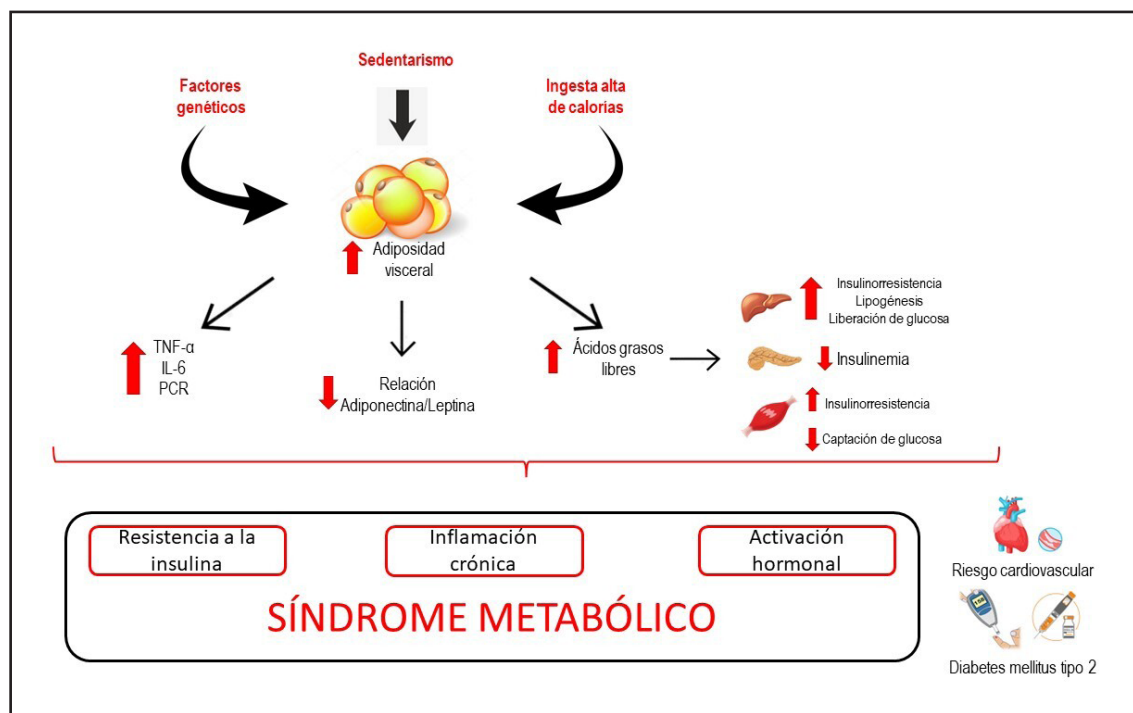 Sedentarismo
Factores
genéticos
Ingesta alta
de calorias
Adiposidad
visceral
TNF-α
IL-6
PCR
Relación
Adiponectina/Leptina
Ácidos grasos
libres
Insulinorresistencia
Lipogénesis
Liberación de glucosa
Insulinemia
Insulinorresistencia
Captación de glucosa
Resistencia a la
insulina
Inflamación
crónica
Activación
hormonal
SÍNDROME METABÓLICO
Riesgo cardiovascular
Diabetes mellitus tipo 2